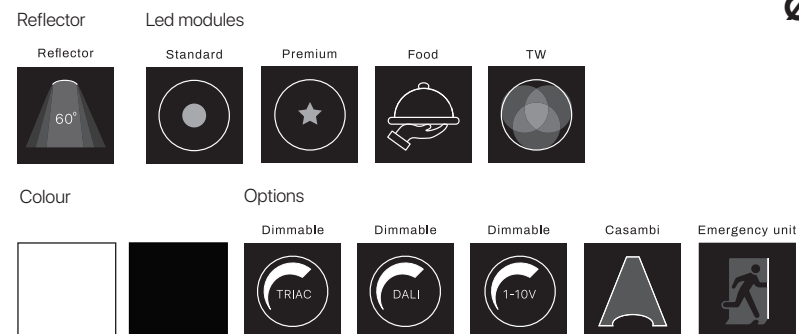 Reflector Led modules
Reflector Standard Premium Food TW
60°
Colour Options
Dimmable Dimmable Dimmable Casambi Emergency unit
TRIAC DALI 1-10V